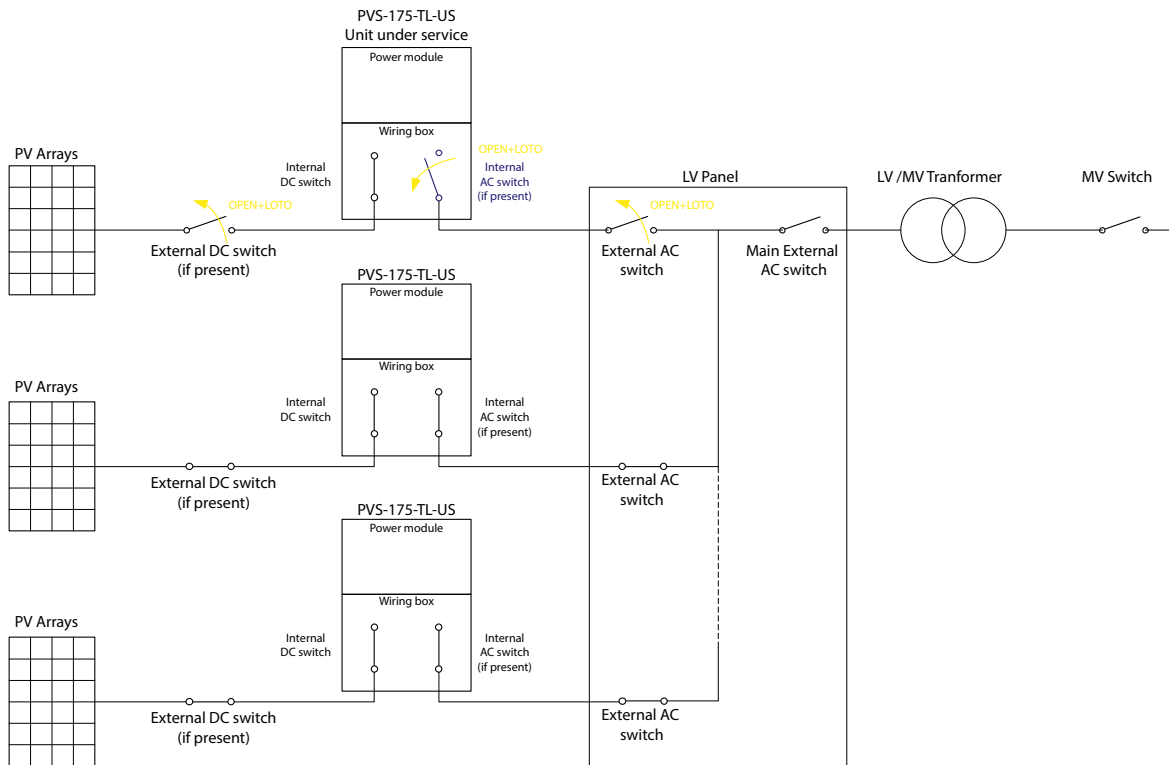 PVS-175-TL-US
Unit under service
Power module
Wiring box
PV Arrays
Internal
DC switch
OPEN+LOTO
Internal
AC switch
(if present)
OPEN+LOTO
External DC switch
(if present)
LV Panel
OPEN+LOTO
External AC
switch
Main External
AC switch
LV /MV Tranformer
MV Switch
PVS-175-TL-US
Power module
Wiring box
PV Arrays
Internal
DC switch
Internal
AC switch
(if present)
External DC switch
(if present)
External AC
switch
PVS-175-TL-US
Power module
Wiring box
PV Arrays
Internal
DC switch
Internal
AC switch
(if present)
External DC switch
(if present)
External AC
switch